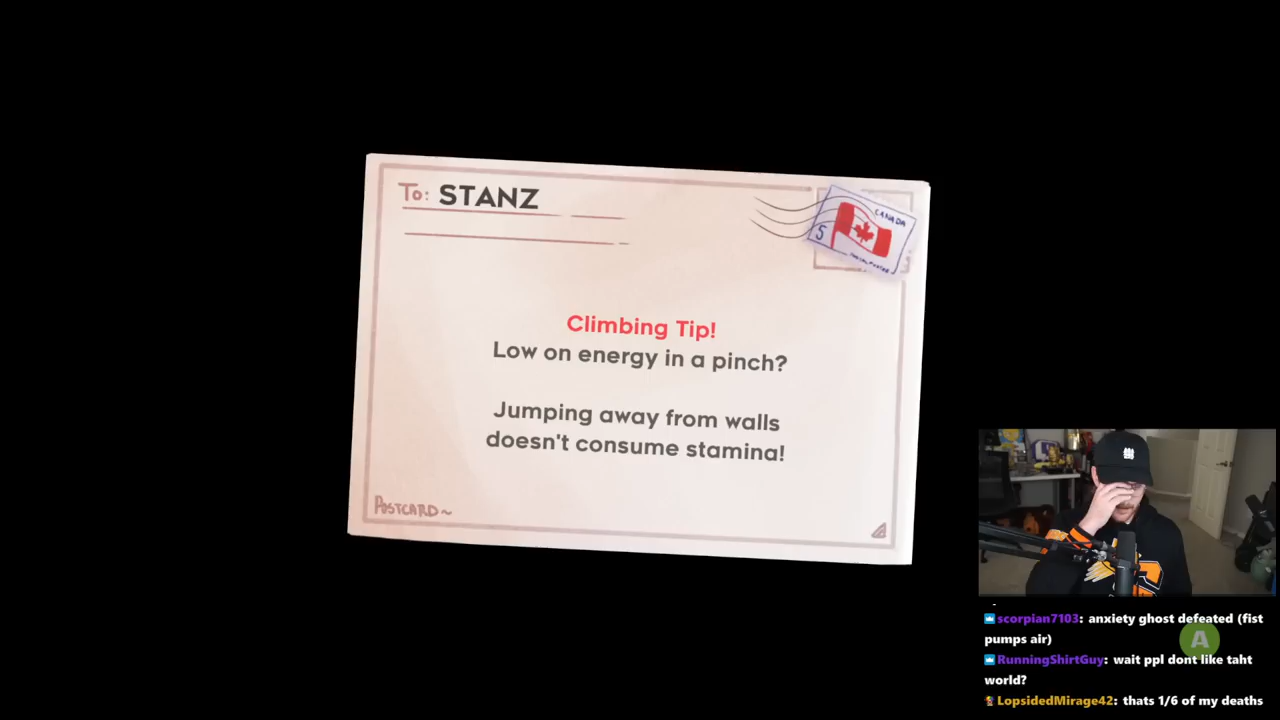 To: STANZ
CANADA
5
Climbing Tip!
Low on energy in a pinch?
Jumping away from walls
doesn't consume stamina!
POSTCARD~
scorpian7103: anxiety ghost defeated (fist
pumps air)
A
RunningShirtGuy: wait ppl dont like taht
world?
LopsidedMirage42: thats 1/6 of my deaths